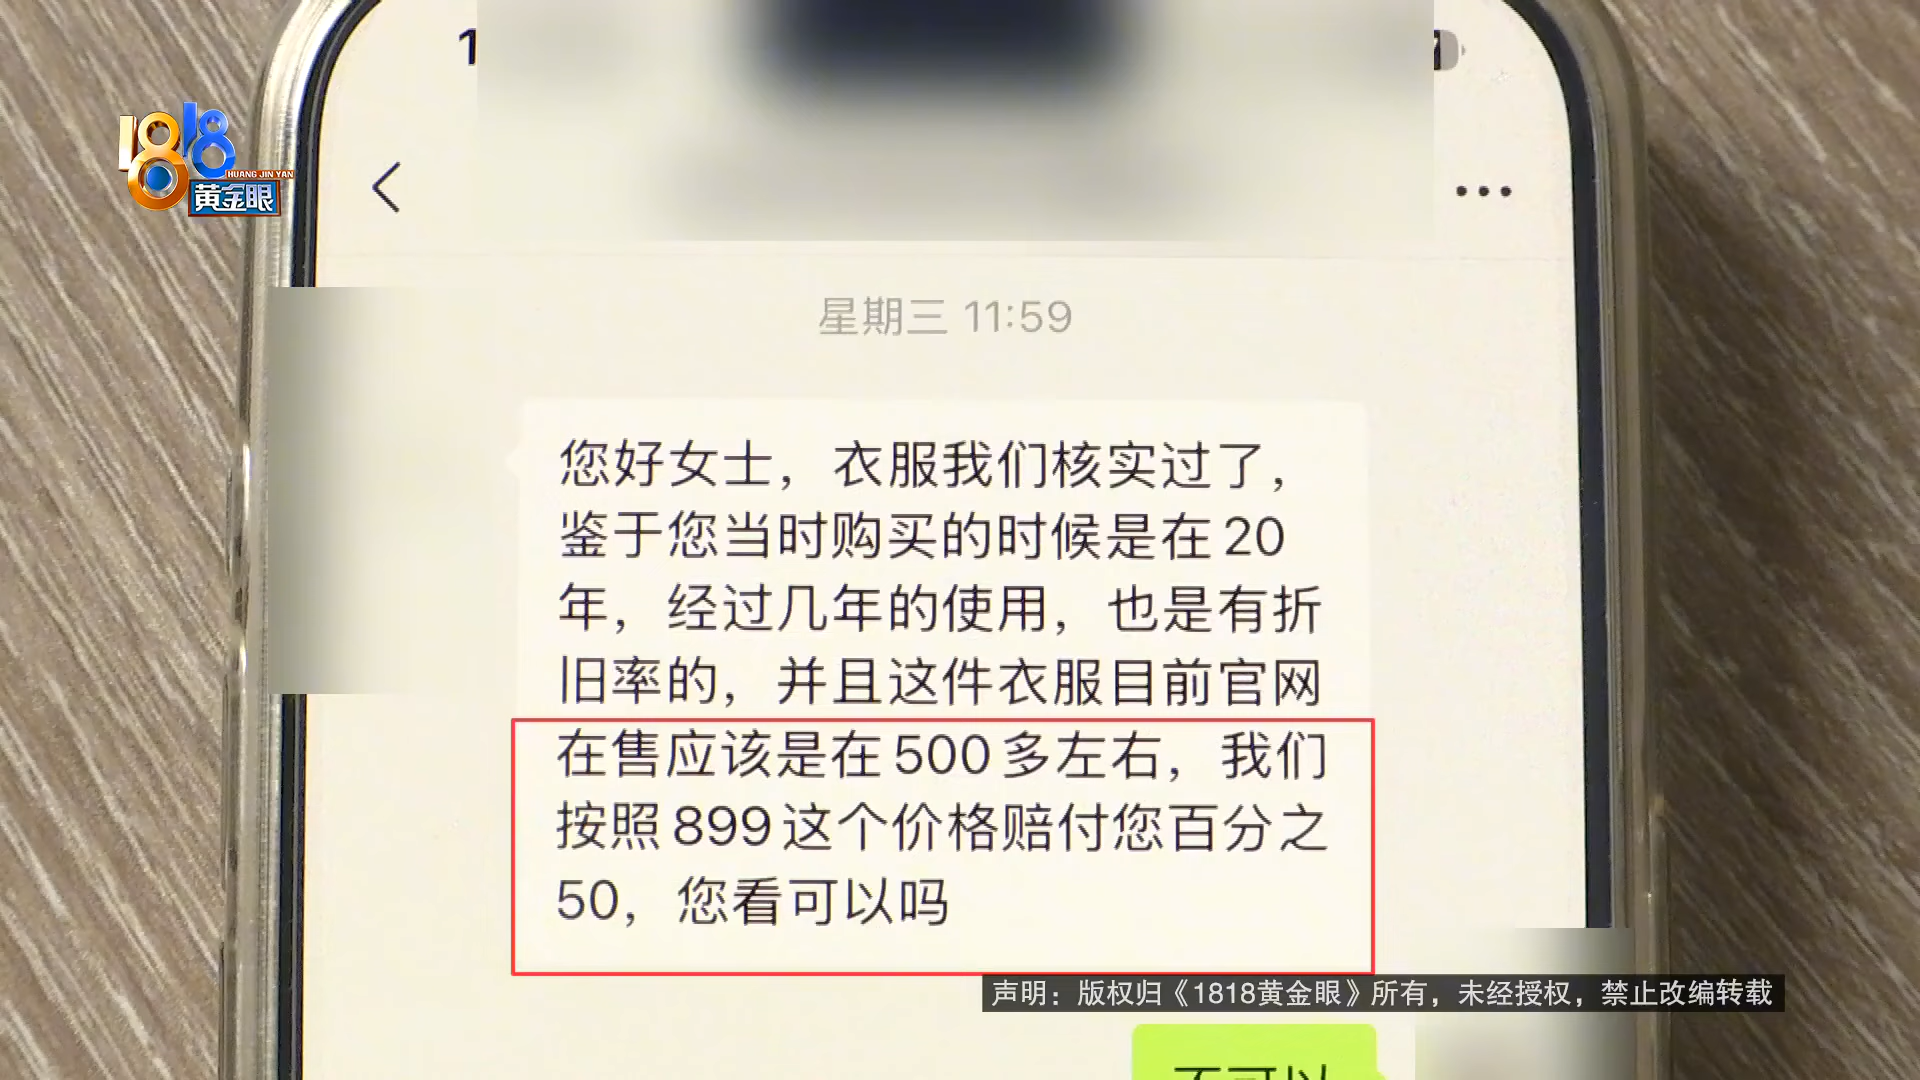 1
1818
HUANG JIN YAN
黄金眼
星期三 11:59
您好女士，衣服我们核实过了，
鉴于您当时购买的时候是在20
年，经过几年的使用，也是有折
旧率的，并且这件衣服目前官网
在售应该是在500多左右，我们
按照899这个价格赔付您百分之
50，您看可以吗
声明：版权归《1818黄金眼》所有，未经授权，禁止改编转载
不可以